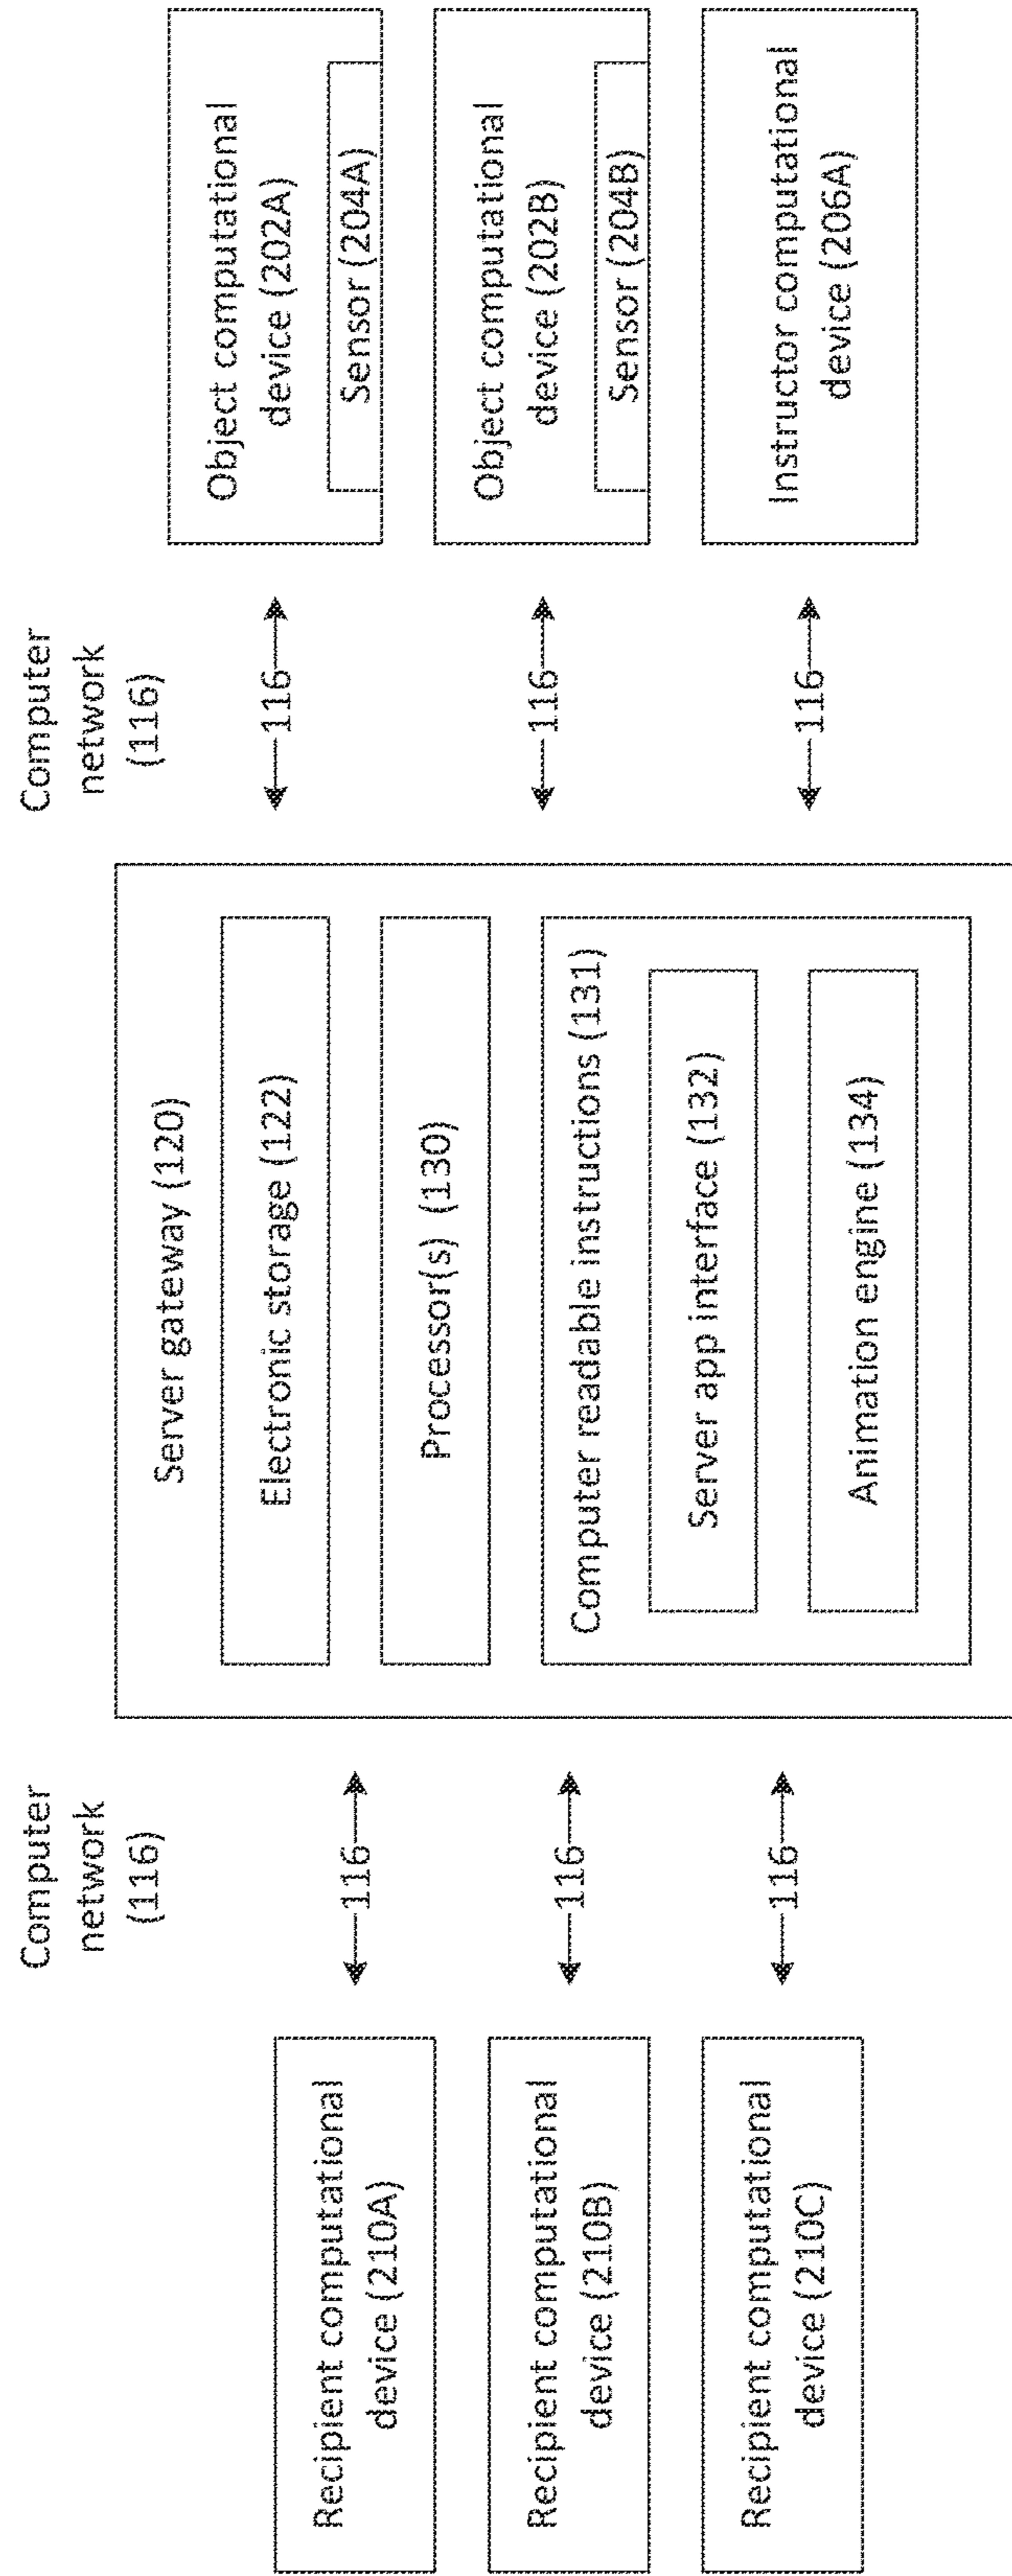 Computer
network
(116)
Computer
network
(116)
Recipient computational
device (210A)
Recipient computational
device (210B)
Recipient computational
device (210C)
116
116
116
Server gateway (120)
Electronic storage (122)
Processor(s) (130)
Computer readable instructions (131)
Server app interface (132)
Animation engine (134)
116
116
116
Object computational
device (202A)
Sensor (204A)
Object computational
device (202B)
Sensor (204B)
Instructor computational
device (206A)